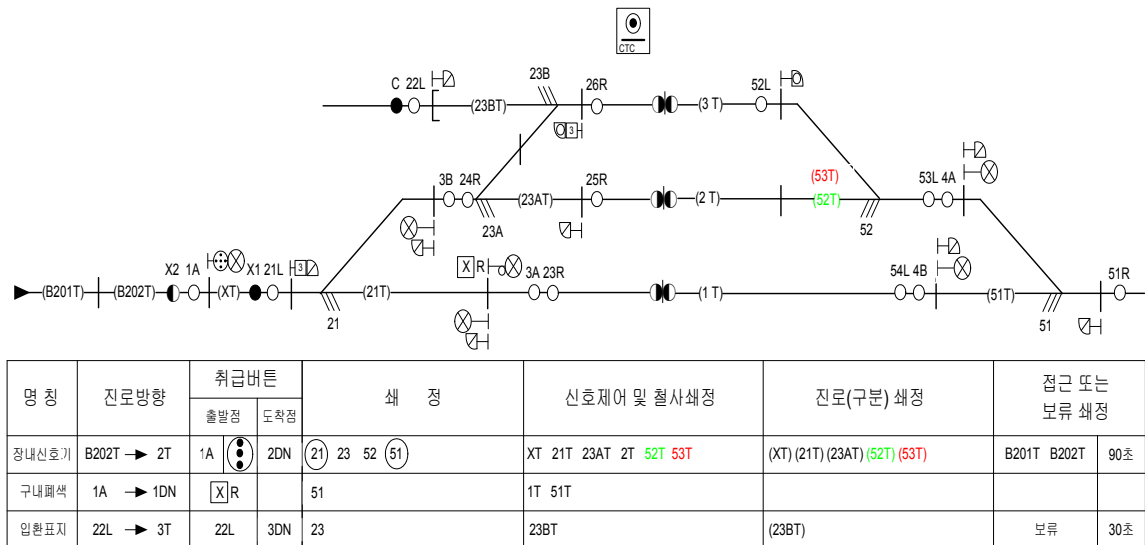 CTC
23B
C 22L (23BT) 26R (3 T) 52L
3
(53T)
3B 24R (23AT) 25R (2 T) (52T) 53L 4A
23A 52
X2 1A X1 21L 3 X R 3A 23R 54L 4B
(B201T) (B202T) (XT) (21T) (1 T) (51T) 51R
21 51
명 칭 진로방향 취급버튼 쇄 정 신호제어 및 철사쇄정 진로(구분) 쇄정 접근 또는
보류 쇄정
출발점 도착점
장내신호기 B202T → 2T 1A 2DN 21 23 52 51 XT 21T 23AT 2T 52T 53T (XT) (21T) (23AT) (52T) (53T) B201T B202T 90초
구내폐색 1A → 1DN X R 51 1T 51T
입환표지 22L → 3T 22L 3DN 23 23BT (23BT) 보류 30초